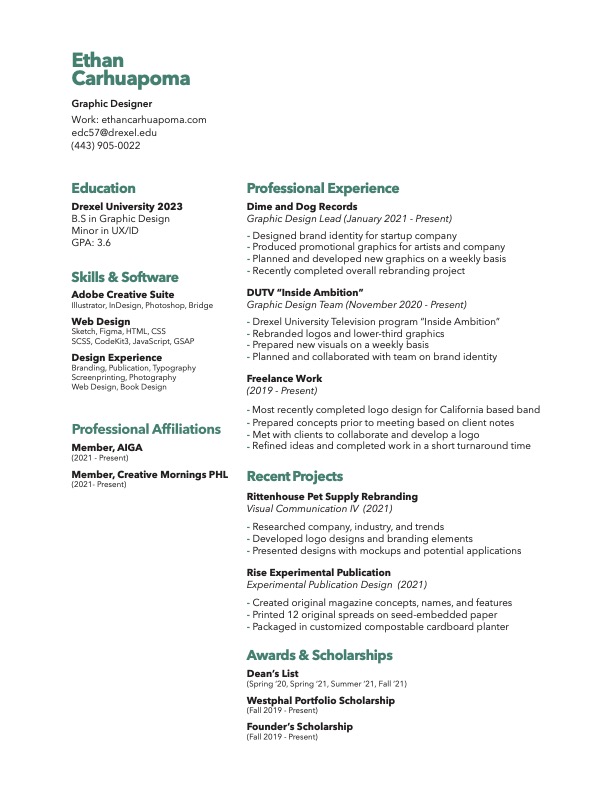 Ethan
Carhuapoma
Graphic Designer
Work: ethancarhuapoma.com
edc57@drexel.edu
(443) 905-0022
Education
Drexel University 2023
B.S in Graphic Design
Minor in UX/ID
GPA: 3.6
Skills & Software
Adobe Creative Suite
Illustrator, InDesign, Photoshop, Bridge
Web Design
Sketch, Figma, HTML, CSS
SCSS, CodeKit3, JavaScript, GSAP
Design Experience
Branding, Publication, Typography
Screenprinting, Photography
Web Design, Book Design
Professional Affiliations
Member, AIGA
(2021 - Present)
Member, Creative Mornings PHL
(2021- Present)
Professional Experience
Dime and Dog Records
Graphic Design Lead (January 2021 - Present)
- Designed brand identity for startup company
- Produced promotional graphics for artists and company
- Planned and developed new graphics on a weekly basis
- Recently completed overall rebranding project
DUTV “Inside Ambition”
Graphic Design Team (November 2020 - Present)
- Drexel University Television program “Inside Ambition”
- Rebranded logos and lower-third graphics
- Prepared new visuals on a weekly basis
- Planned and collaborated with team on brand identity
Freelance Work
(2019 - Present)
- Most recently completed logo design for California based band
- Prepared concepts prior to meeting based on client notes
- Met with clients to collaborate and develop a logo
- Refined ideas and completed work in a short turnaround time
Recent Projects
Rittenhouse Pet Supply Rebranding
Visual Communication IV (2021)
- Researched company, industry, and trends
- Developed logo designs and branding elements
- Presented designs with mockups and potential applications
Rise Experimental Publication
Experimental Publication Design (2021)
- Created original magazine concepts, names, and features
- Printed 12 original spreads on seed-embedded paper
- Packaged in customized compostable cardboard planter
Awards & Scholarships
Dean’s List
(Spring ‘20, Spring ‘21, Summer ‘21, Fall ‘21)
Westphal Portfolio Scholarship
(Fall 2019 - Present)
Founder’s Scholarship
(Fall 2019 - Present)